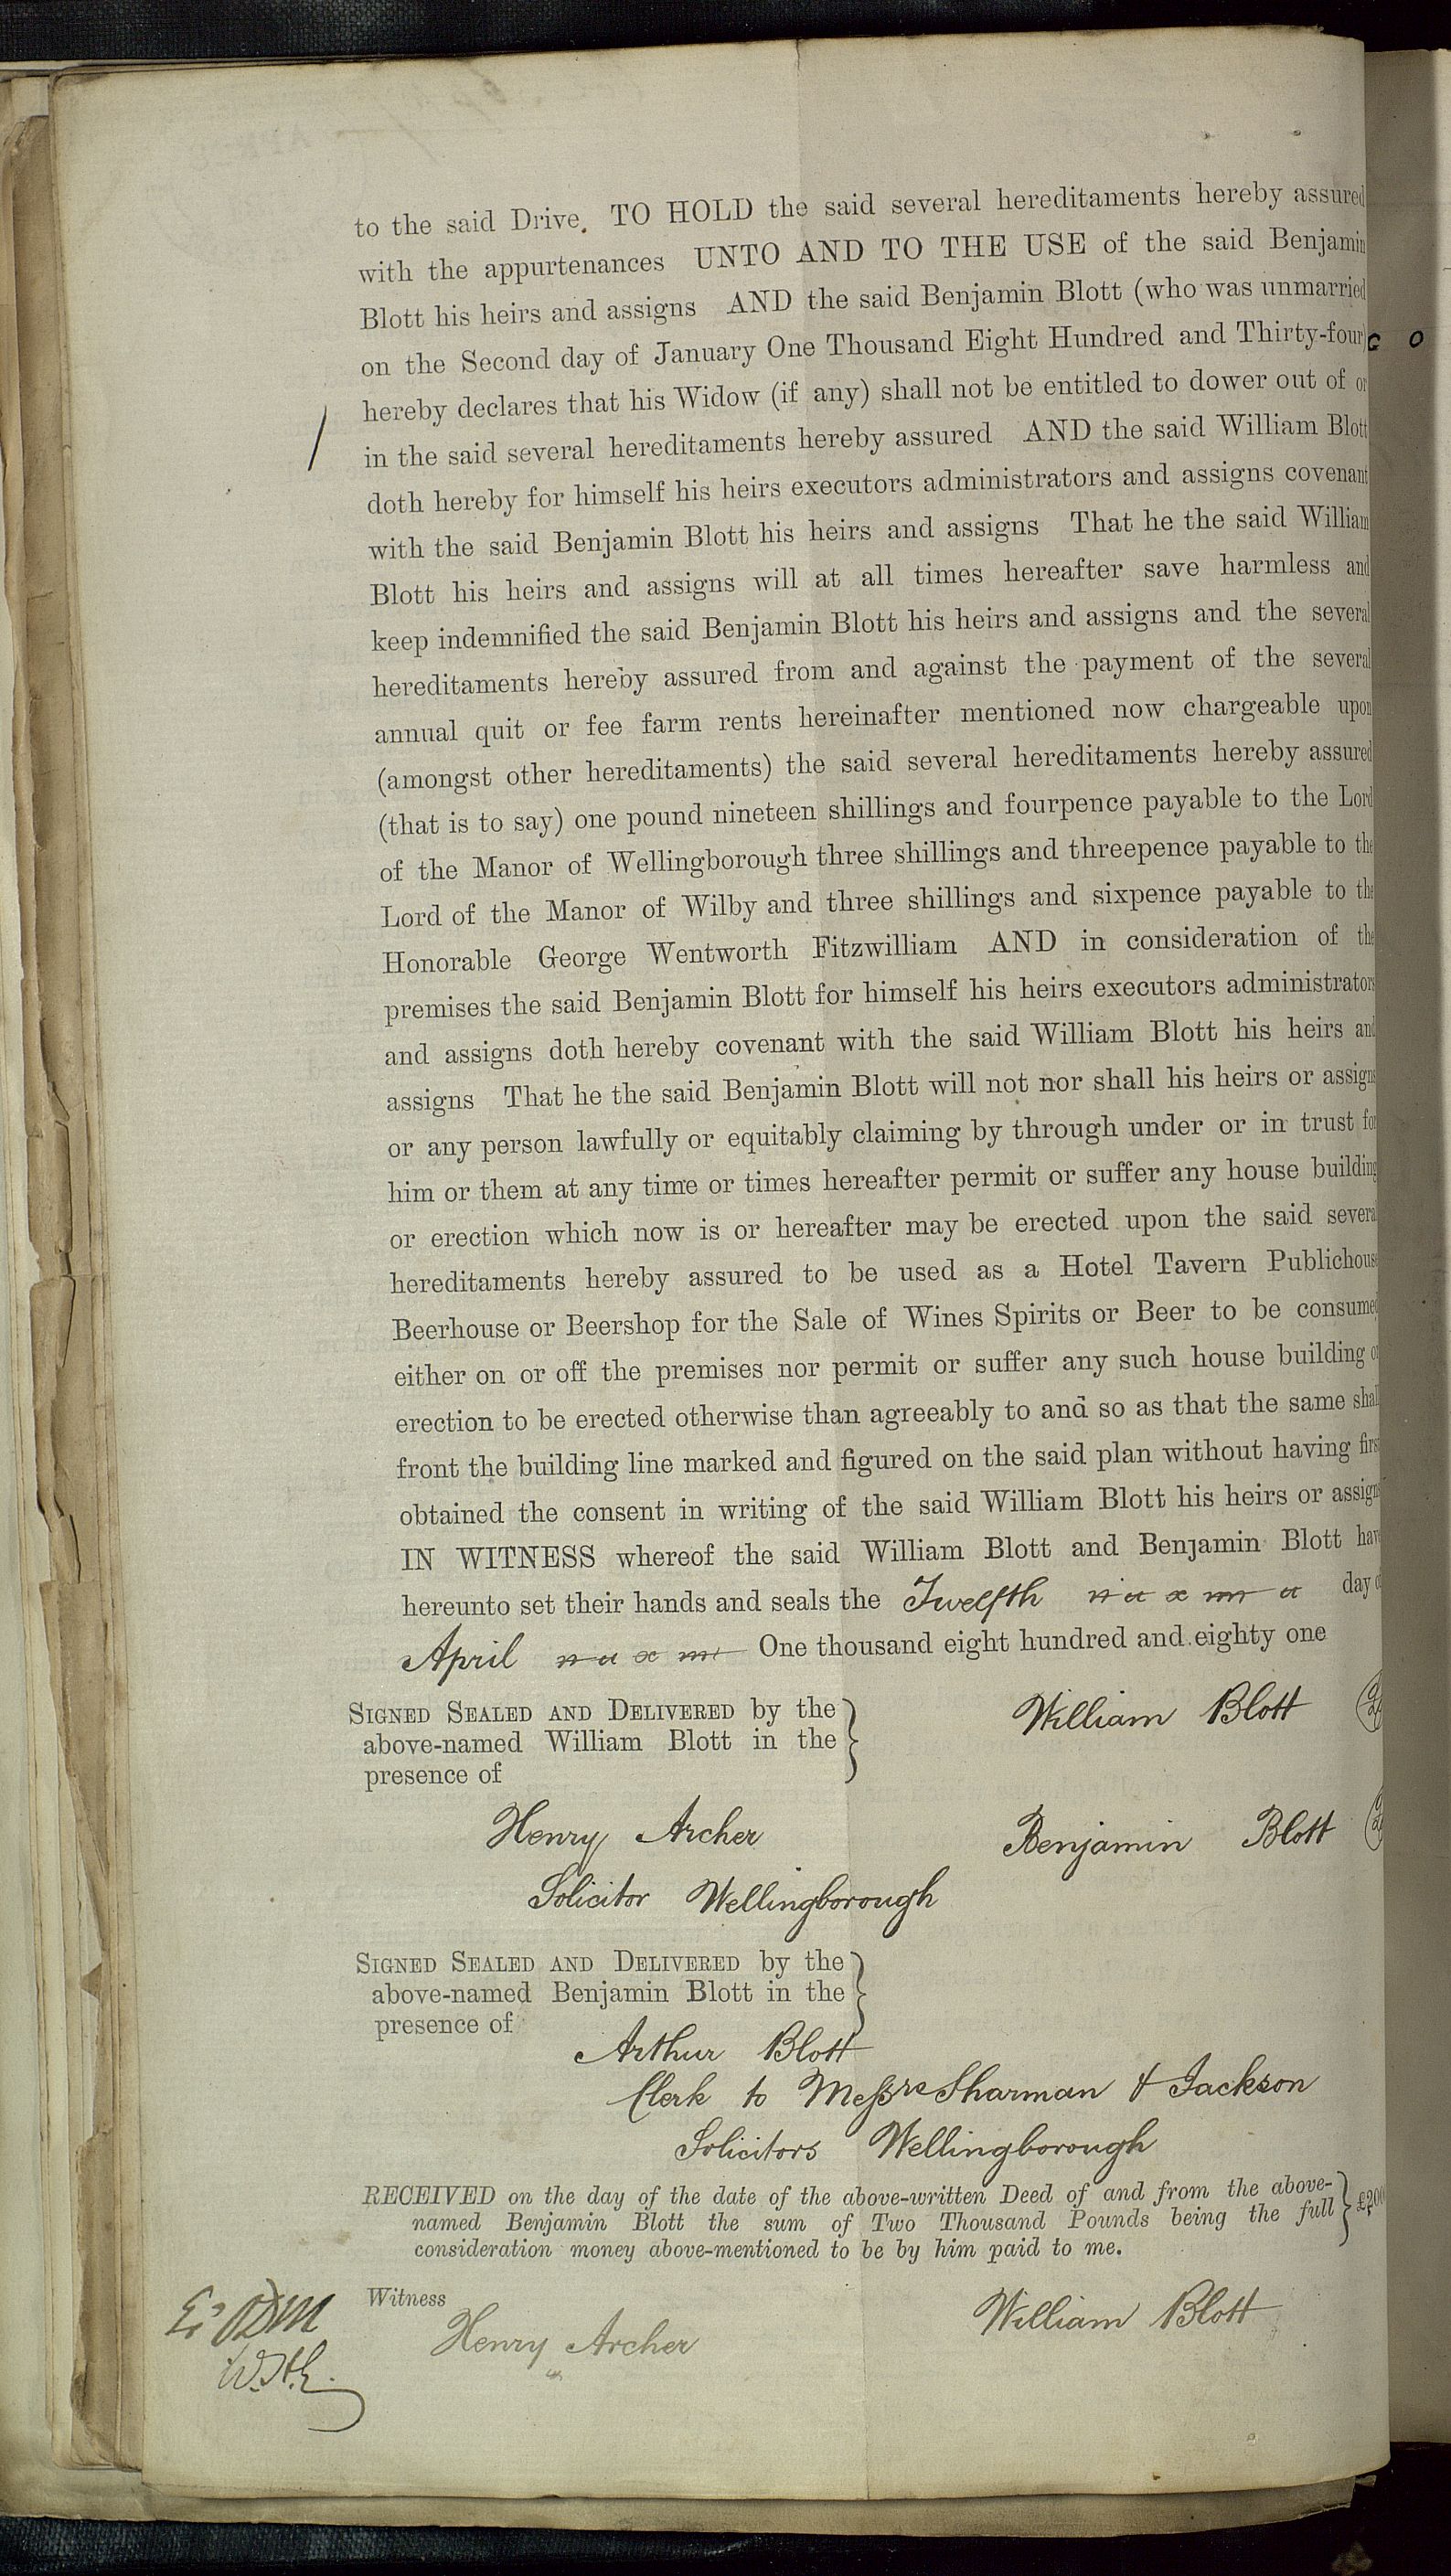 to the said Drive. TO HOLD the said several hereditaments hereby assured
with the appurtenances UNTO AND TO THE USE of the said Benjamin
Blott his heirs and assigns AND the said Benjamin Blott (who was unmarried
on the Second day of January One Thousand Eight Hundred and Thirty-four)
hereby declares that his Widow (if any) shall not be entitled to dower out of or
in the said several hereditaments hereby assured AND the said William Blott
doth hereby for himself his heirs executors administrators and assigns covenant
with the said Benjamin Blott his heirs and assigns That he the said William
Blott his heirs and assigns will at all times hereafter save harmless and
keep indemnified the said Benjamin Blott his heirs and assigns and the several
hereditaments hereby assured from and against the payment of the several
annual quit or fee farm rents hereinafter mentioned now chargeable upon
(amongst other hereditaments) the said several hereditaments hereby assured
(that is to say) one pound nineteen shillings and fourpence payable to the Lord
of the Manor of Wellingborough three shillings and threepence payable to the
Lord of the Manor of Wilby and three shillings and sixpence payable to the
Honorable George Wentworth Fitzwilliam AND in consideration of the
premises the said Benjamin Blott for himself his heirs executors administrators
and assigns doth hereby covenant with the said William Blott his heirs and
assigns That he the said Benjamin Blott will not nor shall his heirs or assigns
or any person lawfully or equitably claiming by through under or in trust for
him or them at any time or times hereafter permit or suffer any house building
or erection which now is or hereafter may be erected upon the said several
hereditaments hereby assured to be used as a Hotel Tavern Publichouse
Beerhouse or Beershop for the Sale of Wines Spirits or Beer to be consumed
either on or off the premises nor permit or suffer any such house building or
erection to be erected otherwise than agreeably to and so as that the same shall
front the building line marked and figured on the said plan without having first
obtained the consent in writing of the said William Blott his heirs or assigns
IN WITNESS whereof the said William Blott and Benjamin Blott have
hereunto set their hands and seals the Twelfth day of
April One thousand eight hundred and eighty one
SIGNED SEALED AND DELIVERED by the
above-named William Blott in the
presence of
William Blott
Henry Archer
Solicitor Wellingborough
Benjamin Blott
SIGNED SEALED AND DELIVERED by the
above-named Benjamin Blott in the
presence of
Arthur Blott
Clerk to Messrs Sharman & Jackson
Solicitors Wellingborough
RECEIVED on the day of the date of the above-written Deed of and from the above-
named Benjamin Blott the sum of Two Thousand Pounds being the full
consideration money above-mentioned to be by him paid to me.
Witness
Henry Archer
William Blott